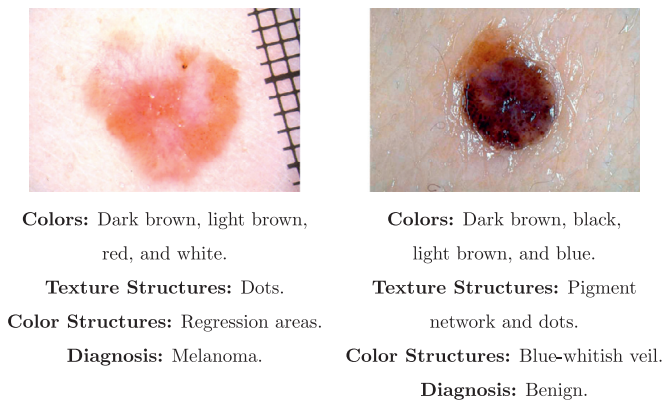 Colors: Dark brown, light brown,
red, and white.
Texture Structures: Dots.
Color Structures: Regression areas.
Diagnosis: Melanoma.
Colors: Dark brown, black,
light brown, and blue.
Texture Structures: Pigment
network and dots.
Color Structures: Blue-whitish veil.
Diagnosis: Benign.